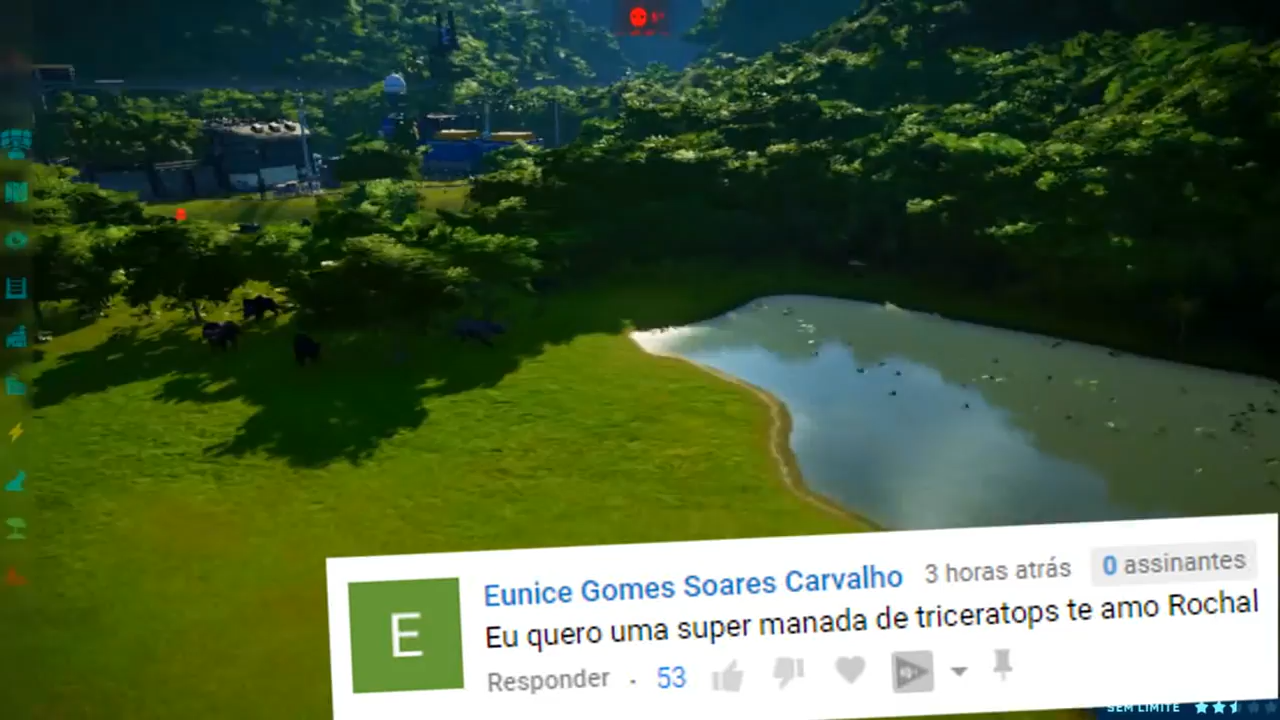 E
Eunice Gomes Soares Carvalho 3 horas atrás 0 assinantes
Eu quero uma super manada de triceratops te amo Rochal
Responder · 53
SEM LIMITE